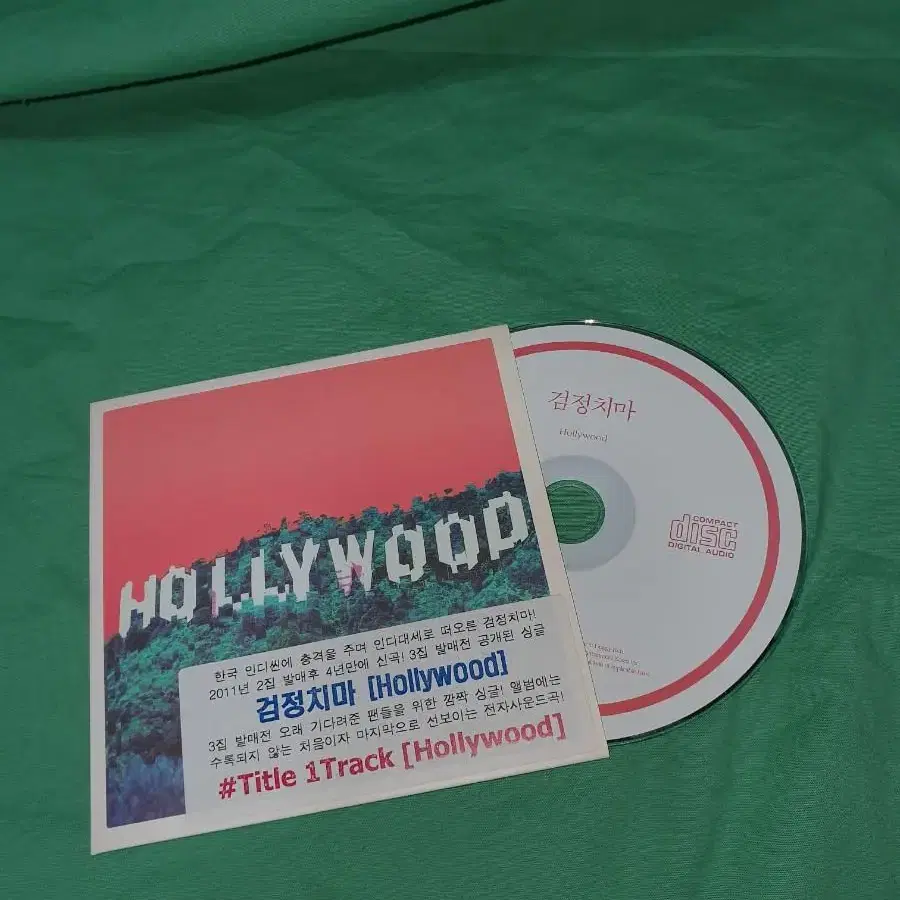 HOLLYWOOD
한국 인디씬에 충격을 주며 인디대세로 떠오른 검정치마!
2011년 2집 발매후 4년만에 신곡! 3집 발매전 공개된 싱글
검정치마 [Hollywood]
3집 발매전 오래 기다려준 팬들을 위한 깜짝 싱글! 앨범에는
수록되지 않는 처음이자 마지막으로 선보이는 전자사운드곡!
#Title 1Track [Hollywood]
검정치마
Hollywood
COMPACT
disc
DIGITAL AUDIO